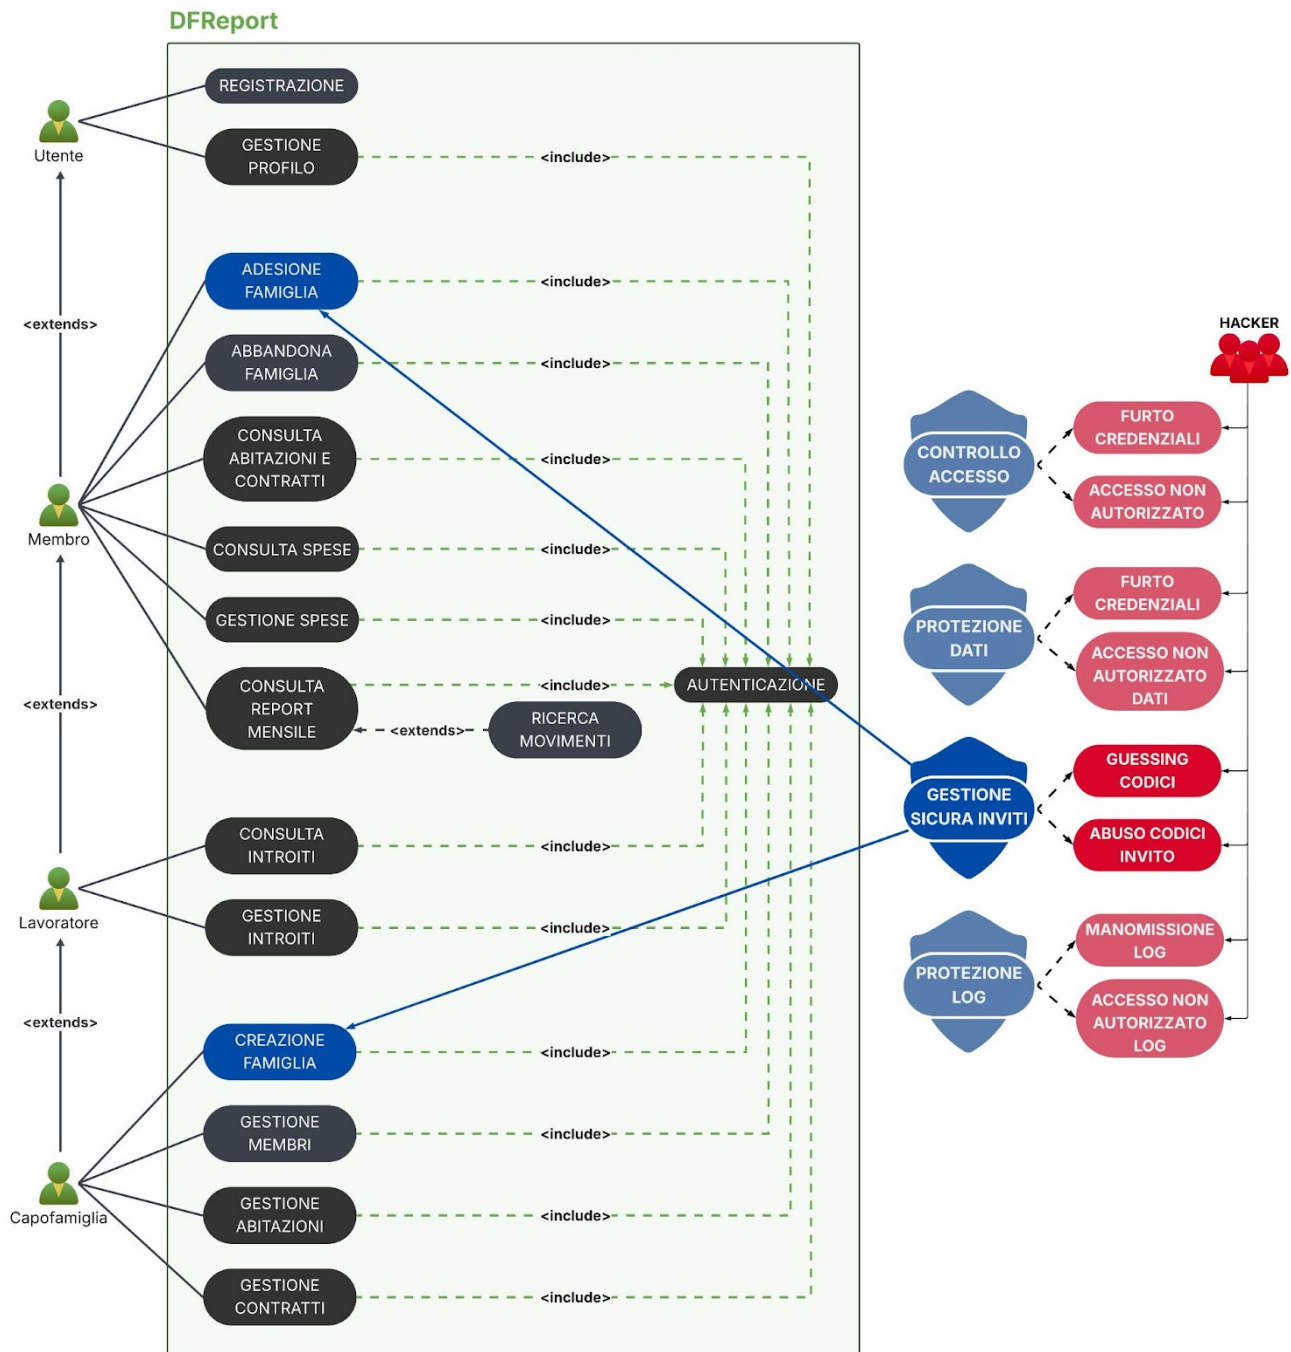 DFReport
REGISTRAZIONE
Utente
GESTIONE
PROFILO
<include>
ADESIONE
FAMIGLIA
<include>
<extends>
ABBANDONA
FAMIGLIA
<include>
CONSULTA
ABITAZIONI E
CONTRATTI
<include>
Membro
CONSULTA SPESE
<include>
GESTIONE SPESE
<include>
CONSULTA
REPORT
MENSILE
<include>
AUTENTICAZIONE
<extends>
RICERCA
MOVIMENTI
<extends>
CONSULTA
INTROITI
<include>
Lavoratore
GESTIONE
INTROITI
<include>
<extends>
CREAZIONE
FAMIGLIA
<include>
GESTIONE
MEMBRI
<include>
Capofamiglia
GESTIONE
ABITAZIONI
<include>
GESTIONE
CONTRATTI
<include>
HACKER
CONTROLLO
ACCESSO
FURTO
CREDENZIALI
ACCESSO NON
AUTORIZZATO
PROTEZIONE
DATI
FURTO
CREDENZIALI
ACCESSO NON
AUTORIZZATO
DATI
GESTIONE
SICURA INVITI
GUESSING
CODICI
ABUSO CODICI
INVITO
PROTEZIONE
LOG
MANOMISSIONE
LOG
ACCESSO NON
AUTORIZZATO
LOG